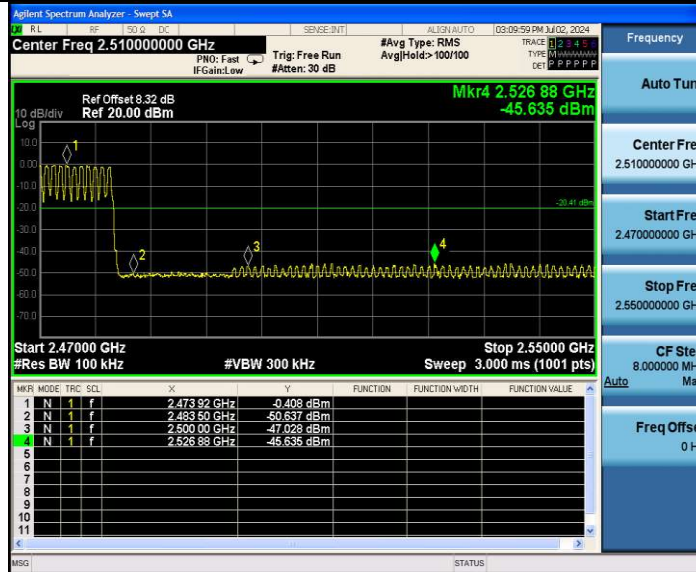 Agilent Spectrum Analyzer - Swept SA
RL RF 50 Ω DC SENSE:INT ALIGN AUTO 03:09:59 PM Jul 02, 2024
Center Freq 2.510000000 GHz
PNO: Fast
IFGain:Low
Trig: Free Run
#Atten: 30 dB
#Avg Type: RMS
Avg|Hold:>100/100
TRACE 1 2 3 4 5 6
TYPE M
DET P P P P P P
Ref Offset 8.32 dB
10 dB/div Ref 20.00 dBm
Log
Mkr4 2.526 88 GHz
-45.635 dBm
10.0
0.00
-10.0
-20.0
-30.0
-40.0
-50.0
-60.0
-70.0
1
2
3
4
-20.41 dBm
Start 2.47000 GHz Stop 2.55000 GHz
#Res BW 100 kHz #VBW 300 kHz Sweep 3.000 ms (1001 pts)
MKR MODE TRC SCL X Y FUNCTION FUNCTION WIDTH FUNCTION VALUE
1 N 1 f 2.473 92 GHz -0.408 dBm
2 N 1 f 2.483 50 GHz -50.637 dBm
3 N 1 f 2.500 00 GHz -47.028 dBm
4 N 1 f 2.526 88 GHz -45.635 dBm
5
6
7
8
9
10
11
MSG STATUS
Frequency
Auto Tun
Center Fre
2.510000000 GH
Start Fre
2.470000000 GH
Stop Fre
2.550000000 GH
CF Ste
8.000000 MH
Auto Ma
Freq Offse
0 H